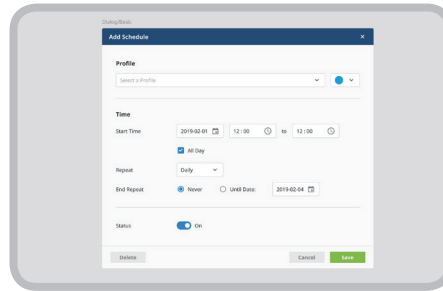 Dialog/Basic
Add Schedule ×
Profile
Select a Profile
Time
Start Time 2019-02-01 12 : 00 to 12 : 00
All Day
Repeat Daily
End Repeat Never Until Date: 2019-02-04
Status On
Delete Cancel Save